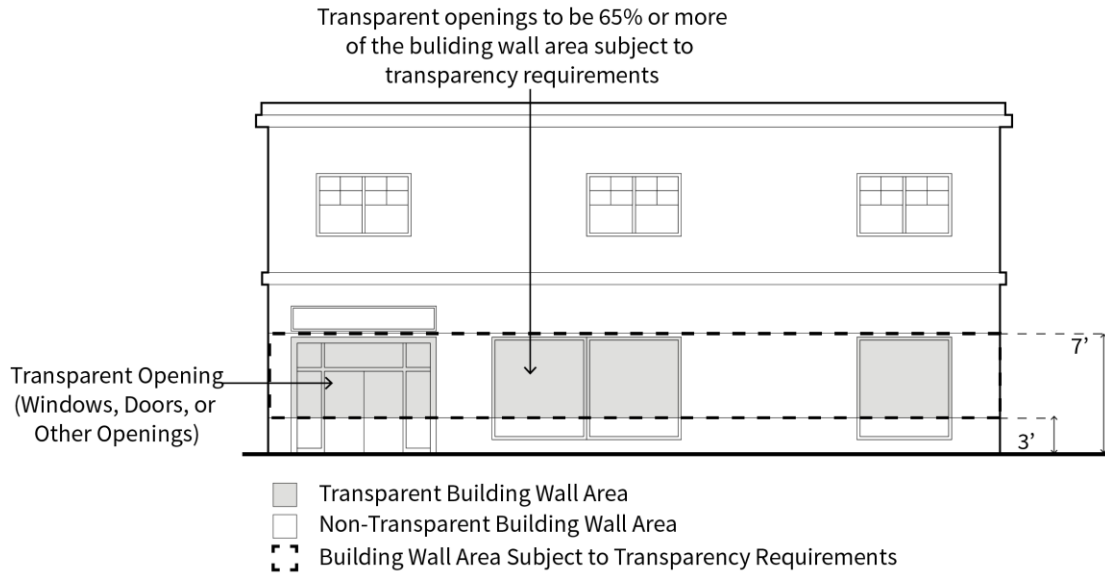 Transparent openings to be 65% or more
of the buliding wall area subject to
transparency requirements
7’
Transparent Opening
(Windows, Doors, or
Other Openings)
3’
Transparent Building Wall Area
Non-Transparent Building Wall Area
Building Wall Area Subject to Transparency Requirements